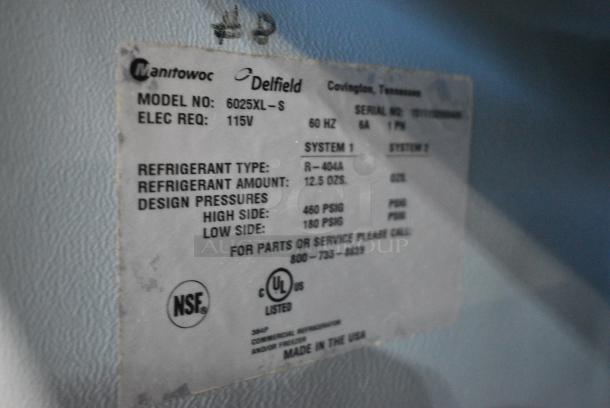 #8
Manitowoc Delfield Covington, Tennessee
MODEL NO: 6025XL-S SERIAL NO:
ELEC REQ: 115V 60 HZ 6A 1 PH
SYSTEM 1 SYSTEM 2
REFRIGERANT TYPE: R-404A
REFRIGERANT AMOUNT: 12.5 OZS. OZS.
DESIGN PRESSURES
HIGH SIDE: 460 PSIG PSIG
LOW SIDE: 180 PSIG PSIG
FOR PARTS OR SERVICE PLEASE CALL:
NSF®
C UL US
LISTED
COMMERCIAL REFRIGERATOR
AND/OR FREEZER
MADE IN THE USA